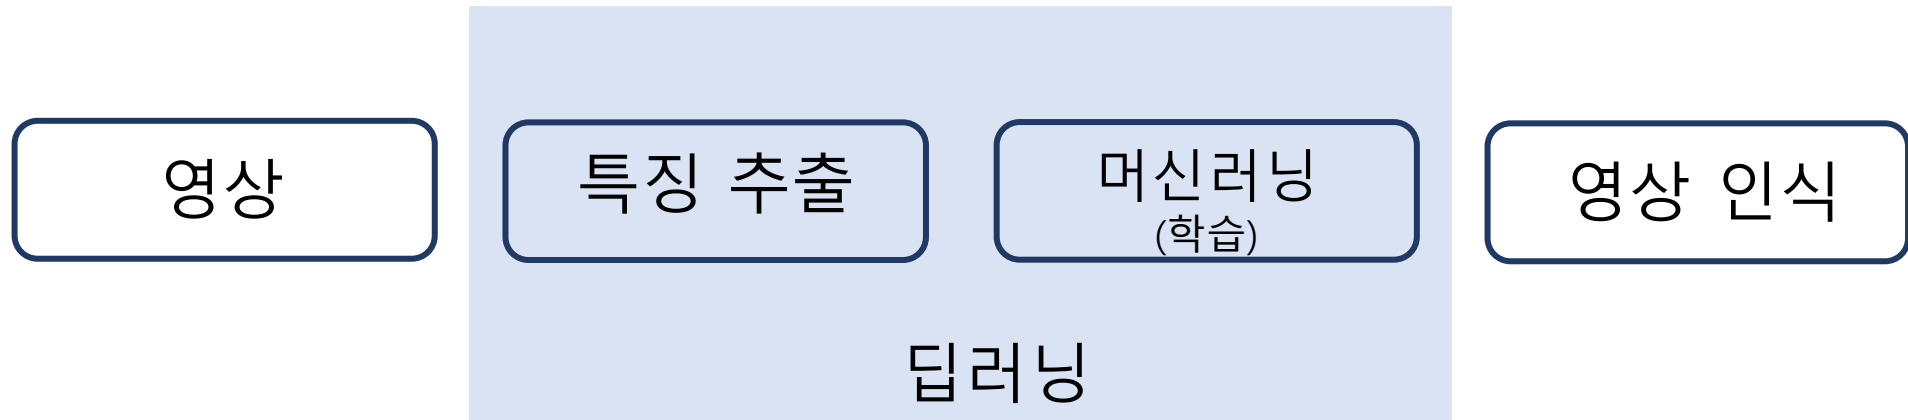 영상
특징 추출
머신러닝
(학습)
영상 인식
딥러닝